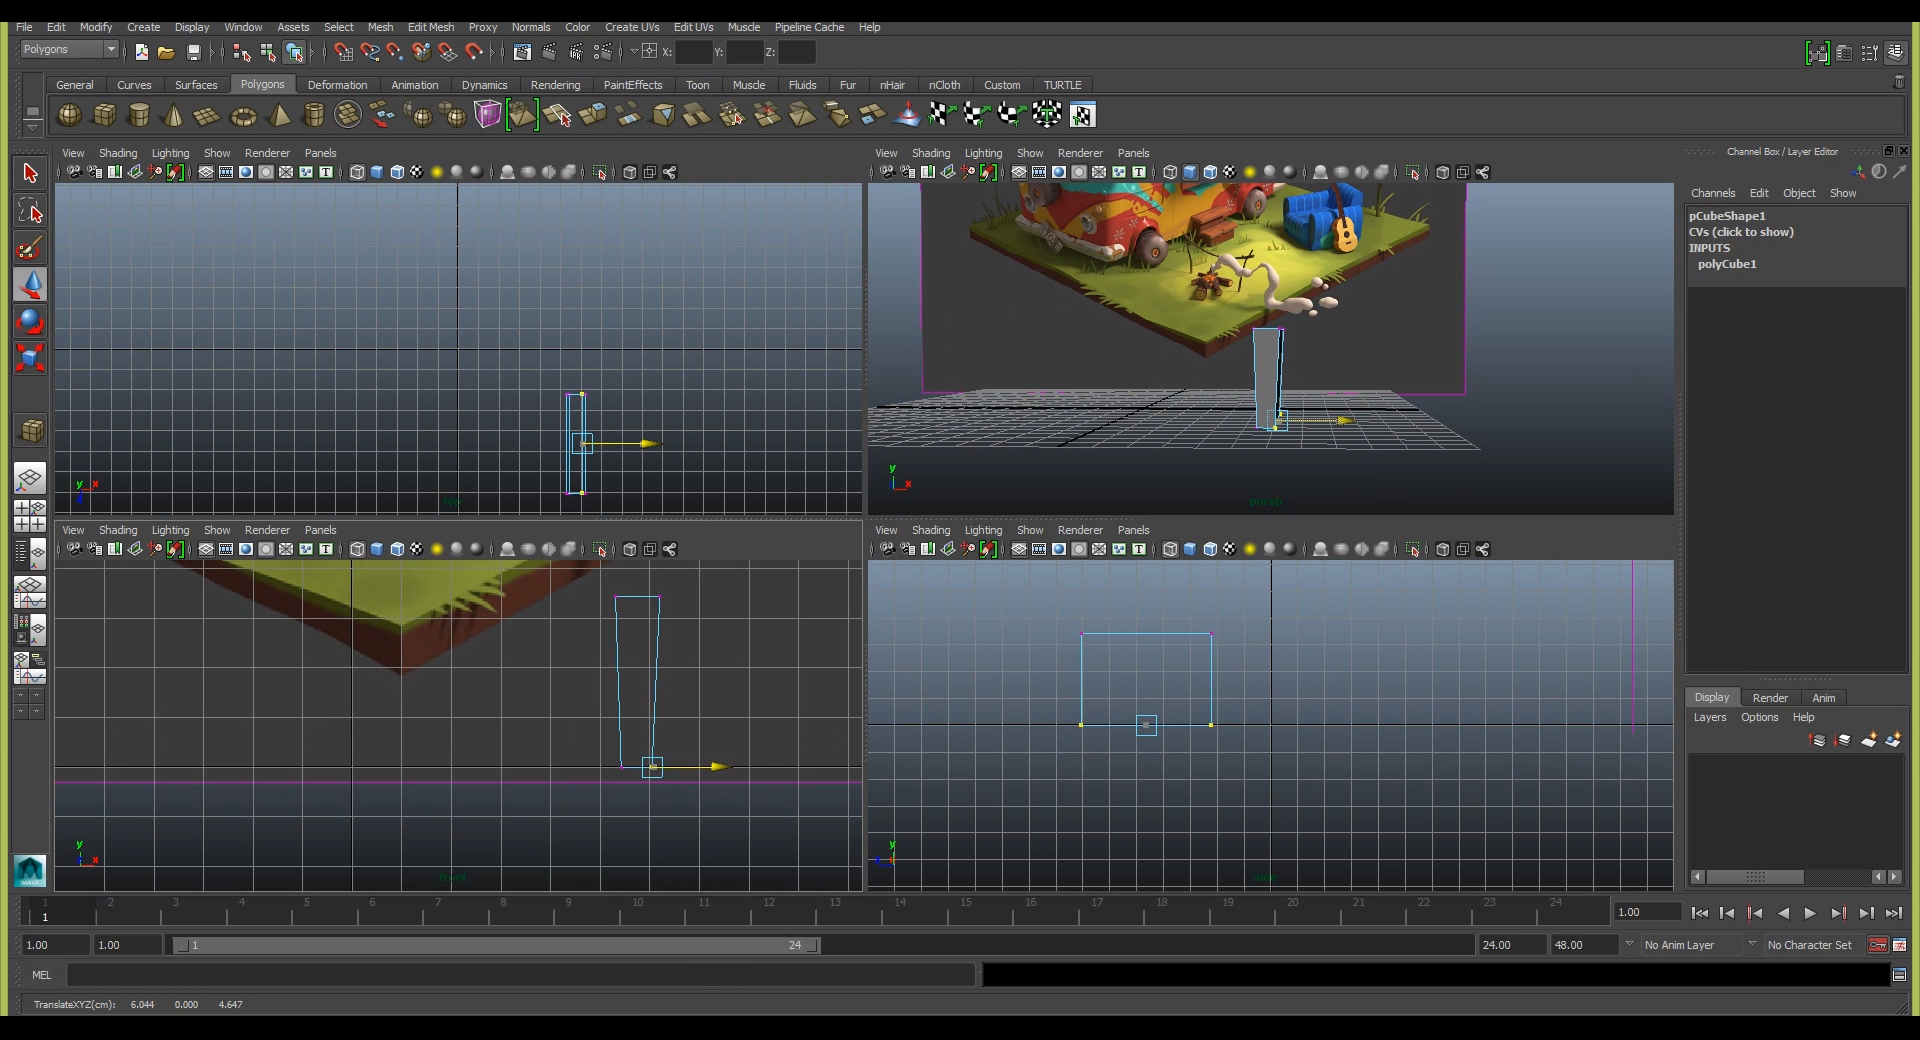 File Edit Modify Create Display Window Assets Select Mesh Edit Mesh Proxy Normals Color Create UVs Edit UVs Muscle Pipeline Cache Help
Polygons X: Y: Z:
General Curves Surfaces Polygons Deformation Animation Dynamics Rendering PaintEffects Toon Muscle Fluids Fur nHair nCloth Custom TURTLE
View Shading Lighting Show Renderer Panels
View Shading Lighting Show Renderer Panels
Channel Box / Layer Editor
Channels Edit Object Show
pCubeShape1
CVs (click to show)
INPUTS
polyCube1
y x
top
y x
persp
View Shading Lighting Show Renderer Panels
View Shading Lighting Show Renderer Panels
y x
front
y
side
Display Render Anim
Layers Options Help
MAYA
1 2 3 4 5 6 7 8 9 10 11 12 13 14 15 16 17 18 19 20 21 22 23 24
1 1.00
1.00 1.00 1 24 24.00 48.00 No Anim Layer No Character Set
MEL
TranslateXYZ(cm): 6.044 0.000 4.647